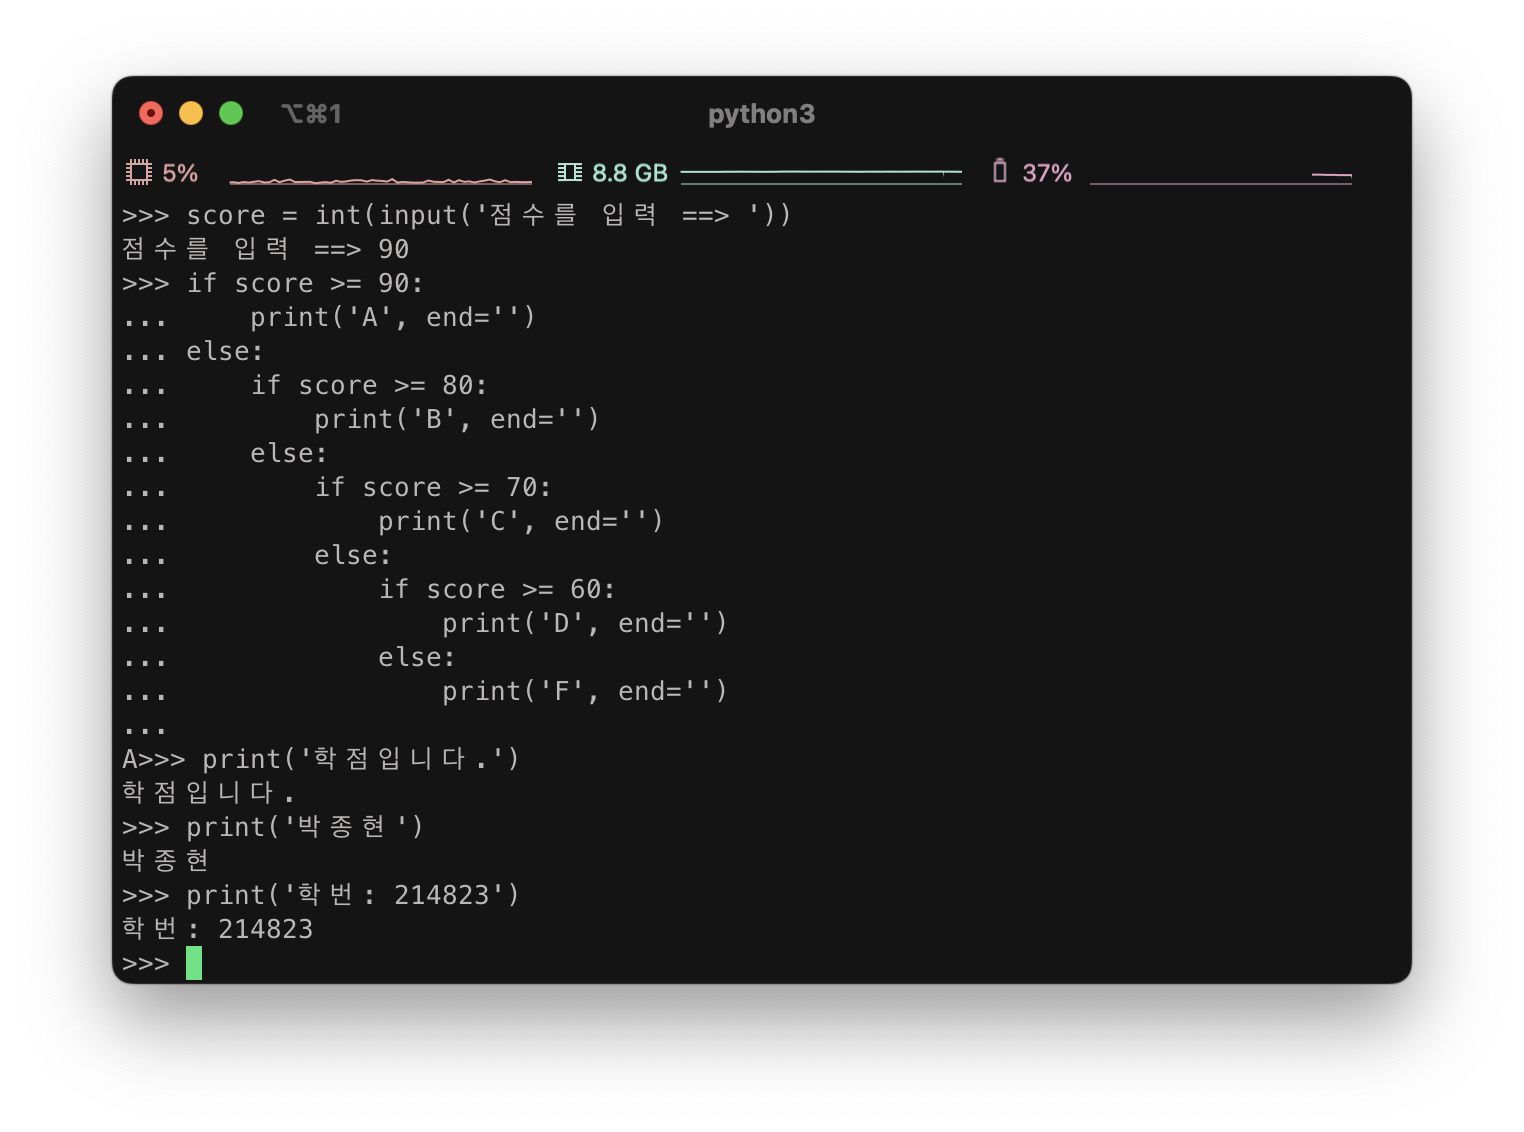 ⌥⌘1 python3
5% 8.8 GB 37%
>>> score = int(input('점수를 입력 ==> '))
점수를 입력 ==> 90
>>> if score >= 90:
...     print('A', end='')
... else:
...     if score >= 80:
...         print('B', end='')
...     else:
...         if score >= 70:
...             print('C', end='')
...         else:
...             if score >= 60:
...                 print('D', end='')
...             else:
...                 print('F', end='')
...
A>>> print('학점입니다.')
학점입니다.
>>> print('박종현')
박종현
>>> print('학번: 214823')
학번: 214823
>>>